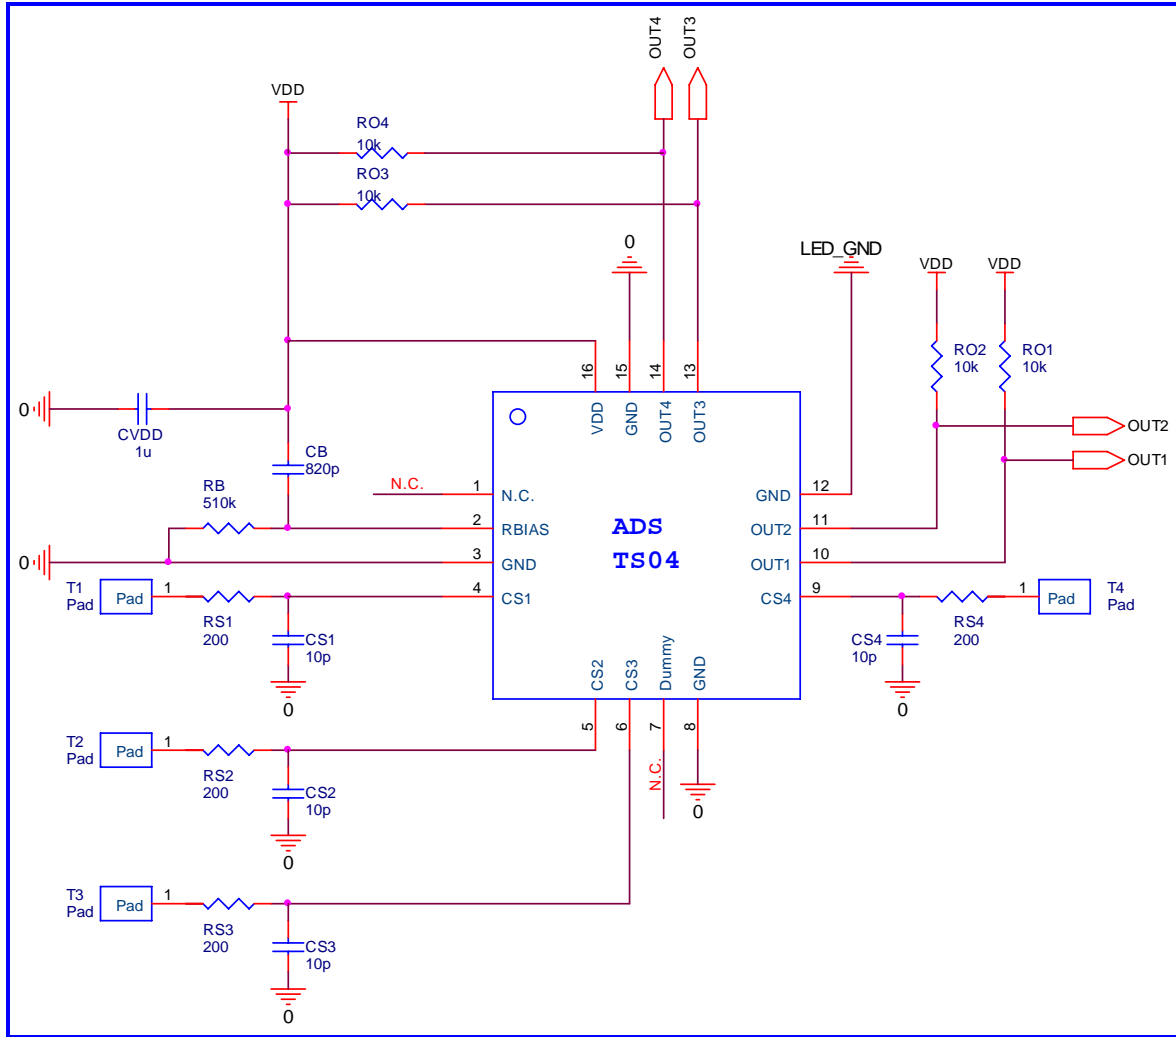 OUT4
OUT3
VDD
RO4
10k
RO3
10k
0
LED_GND
VDD
VDD
RO2
10k
RO1
10k
16
15
14
13
VDD
GND
OUT4
OUT3
0
CVDD
1u
CB
820p
OUT2
OUT1
RB
510k
N.C.
1
N.C.
GND
12
2
RBIAS
ADS
TS04
OUT2
11
0
3
GND
OUT1
10
T1
Pad
Pad
1
RS1
200
4
CS1
CS4
9
1
Pad
T4
Pad
RS4
200
CS1
10p
0
CS4
10p
0
CS2
CS3
Dummy
GND
5
6
7
8
N.C.
0
T2
Pad
Pad
1
RS2
200
CS2
10p
0
T3
Pad
Pad
1
RS3
200
CS3
10p
0